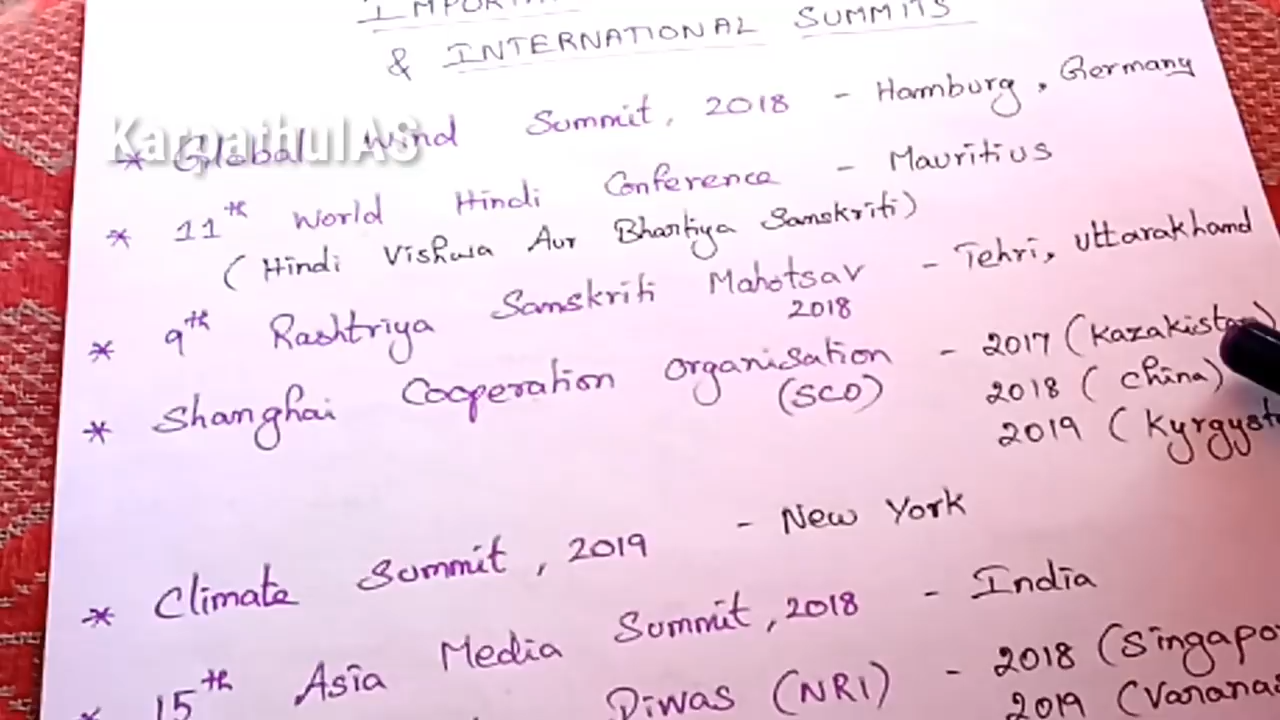 & INTERNATIONAL SUMMITS
KarpathuIAS
* Global Wind Summit, 2018 - Hamburg, Germany
* 11th World Hindi Conference - Mauritius
(Hindi Vishwa Aur Bhartiya Sanskriti)
* 9th Rashtriya Sanskriti Mahotsav - Tehri, Uttarakhand
2018
* Shanghai Cooperation Organisation - 2017 (Kazakistan)
(SCO) 2018 (China)
2019 (Kyrgyst
* Climate Summit, 2019 - New York
* 15th Asia Media Summit, 2018 - India
* Diwas (NRI) - 2018 (Singapo
2019 (Varanas